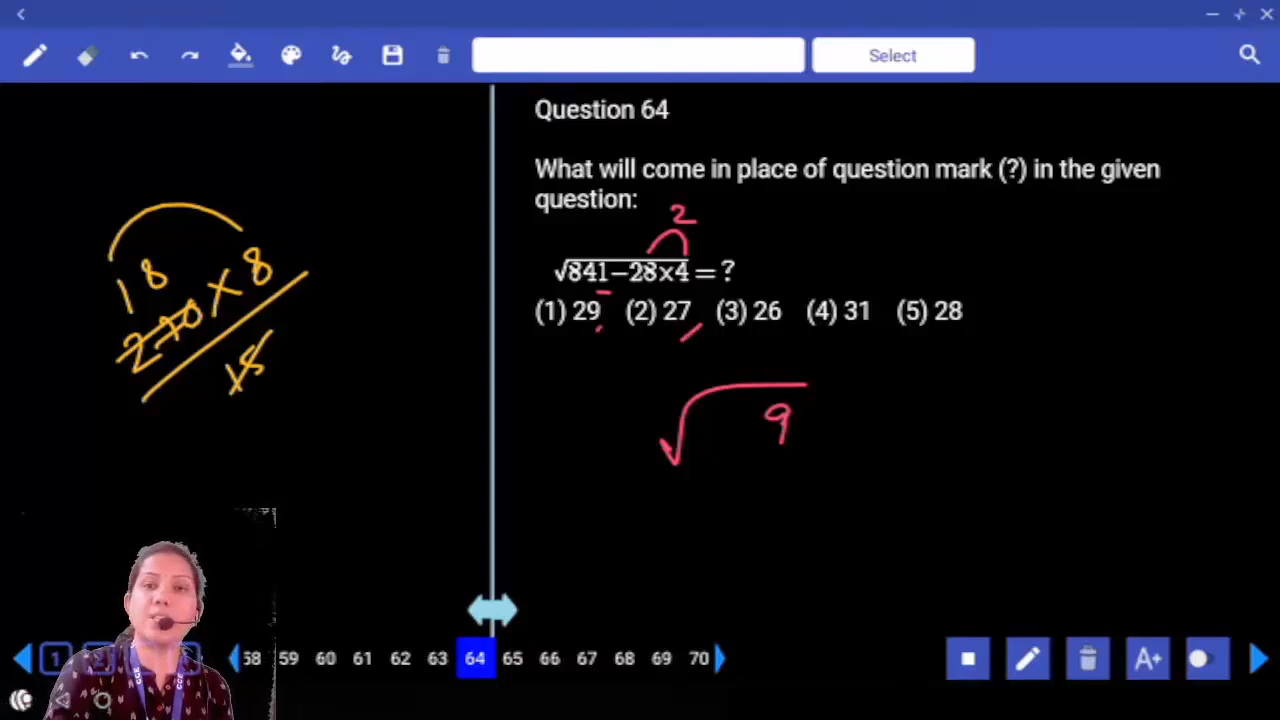 Select
Question 64
What will come in place of question mark (?) in the given
question:
2
√841−28×4 = ?
(1) 29 (2) 27 (3) 26 (4) 31 (5) 28
√ 9
18
270 × 8
18
1
58 59 60 61 62 63 64 65 66 67 68 69 70
A+